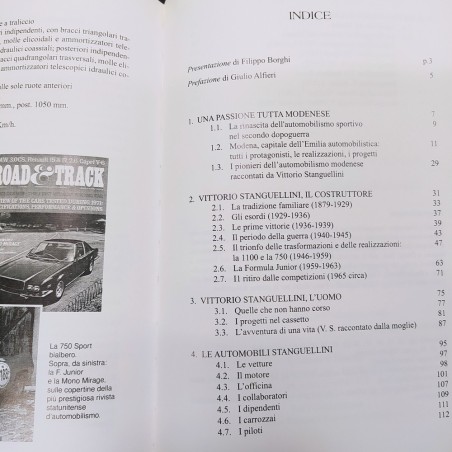 e a traliccio
indipendenti, con bracci triangolari tra-
, molle elicoidali e ammortizzatori tele-
idraulici coassiali; posteriori indipenden-
bracci quadrangolari trasversali, molle eli-
ammortizzatori telescopici idraulici co-
alle sole ruote anteriori
mm., post. 1050 mm.
Km/h.
ROAD & TRACK
La 750 Sport
bialbero.
Sopra, da sinistra:
la F. Junior
e la Mono Mirage,
sulle copertine della
più prestigiosa rivista
statunitense
d'automobilismo.
INDICE
Presentazione di Filippo Borghi p.3
Prefazione di Giulio Alfieri 5
1. UNA PASSIONE TUTTA MODENESE 7
1.1. La rinascita dell'automobilismo sportivo
nel secondo dopoguerra 9
1.2. Modena, capitale dell'Emilia automobilistica:
tutti i protagonisti, le realizzazioni, i progetti 11
1.3. I pionieri dell'automobilismo modenese
raccontati da Vittorio Stanguellini 29
2. VITTORIO STANGUELLINI, IL COSTRUTTORE 31
2.1. La tradizione familiare (1879-1929) 33
2.2. Gli esordi (1929-1936) 37
2.3. Le prime vittorie (1936-1939) 39
2.4. Il periodo della guerra (1940-1945) 43
2.5. Il trionfo delle trasformazioni e delle realizzazioni:
la 1100 e la 750 (1946-1959) 47
2.6. La Formula Junior (1959-1963) 63
2.7. Il ritiro dalle competizioni (1965 circa) 71
3. VITTORIO STANGUELLINI, L'UOMO 75
3.1. Quelle che non hanno corso 77
3.2. I progetti nel cassetto 81
3.3. L'avventura di una vita (V. S. raccontato dalla moglie) 87
4. LE AUTOMOBILI STANGUELLINI 95
4.1. Le vetture 97
4.2. Il motore 98
4.3. L'officina 101
4.4. I collaboratori 107
4.5. I dipendenti 109
4.6. I carrozzai 111
4.7. I piloti 112